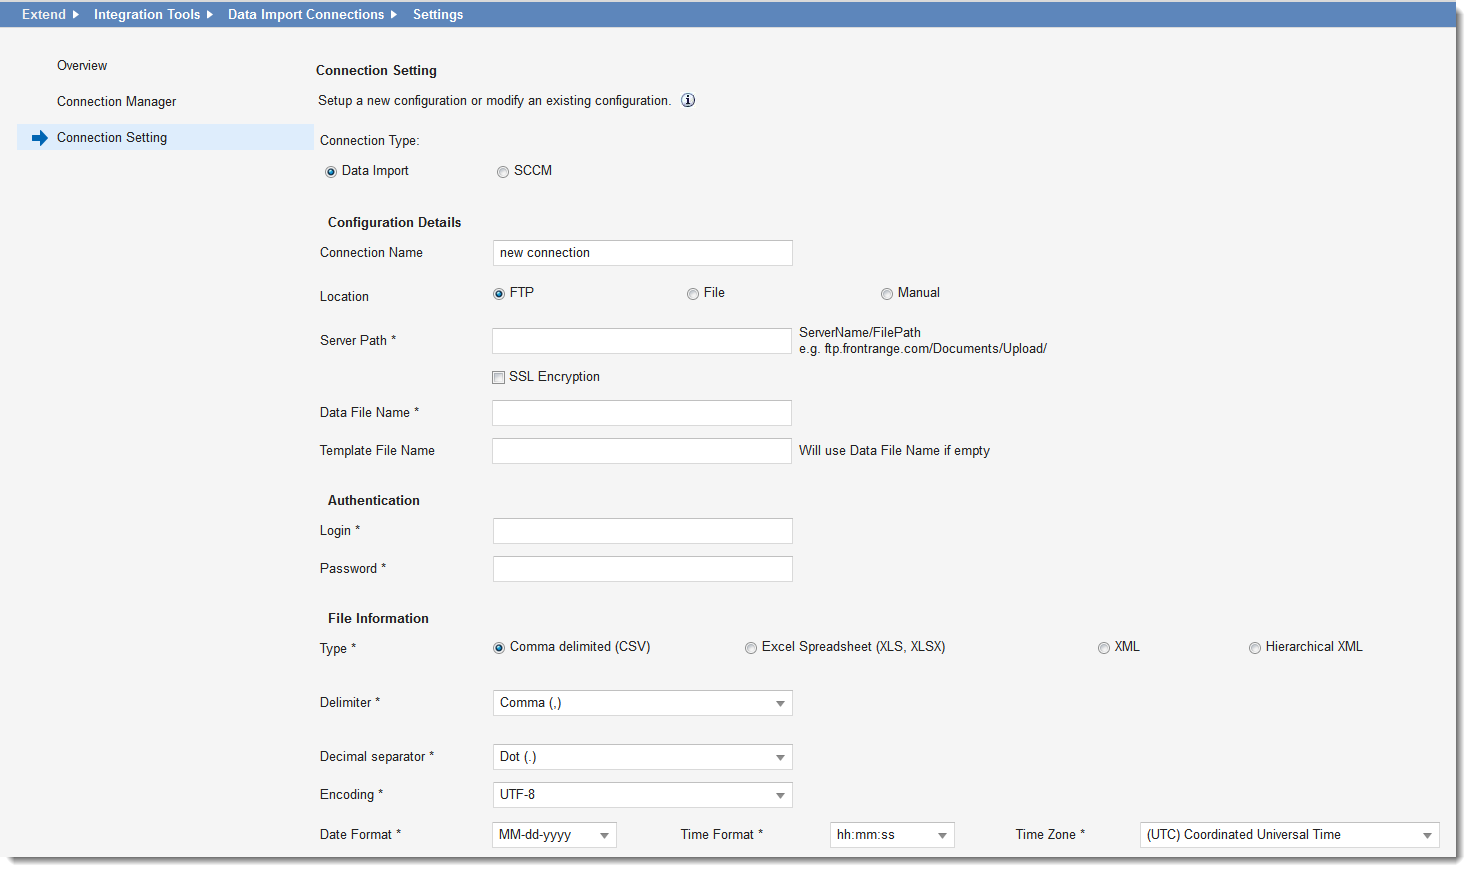 Extend Integration Tools Data Import Connections Settings
Overview
Connection Manager
Connection Setting
Connection Setting
Setup a new configuration or modify an existing configuration.
Connection Type:
Data Import SCCM
Configuration Details
Connection Name new connection
Location FTP File Manual
Server Path * ServerName/FilePath
e.g. ftp.frontrange.com/Documents/Upload/
SSL Encryption
Data File Name *
Template File Name Will use Data File Name if empty
Authentication
Login *
Password *
File Information
Type * Comma delimited (CSV) Excel Spreadsheet (XLS, XLSX) XML Hierarchical XML
Delimiter * Comma (,)
Decimal separator * Dot (.)
Encoding * UTF-8
Date Format * MM-dd-yyyy Time Format * hh:mm:ss Time Zone * (UTC) Coordinated Universal Time